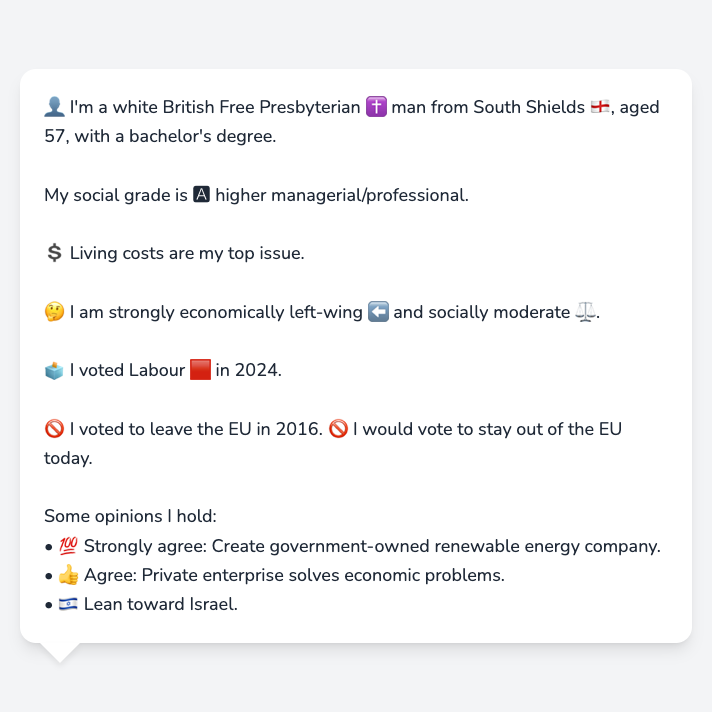 👤 I'm a white British Free Presbyterian ✝️ man from South Shields 🏴󠁧󠁢󠁥󠁮󠁧󠁿, aged
57, with a bachelor's degree.
My social grade is 🅰 higher managerial/professional.
💲 Living costs are my top issue.
🤔 I am strongly economically left-wing ⬅️ and socially moderate ⚖️.
🗳️ I voted Labour 🟥 in 2024.
🚫 I voted to leave the EU in 2016. 🚫 I would vote to stay out of the EU
today.
Some opinions I hold:
• 💯 Strongly agree: Create government-owned renewable energy company.
• 👍 Agree: Private enterprise solves economic problems.
• 🇮🇱 Lean toward Israel.